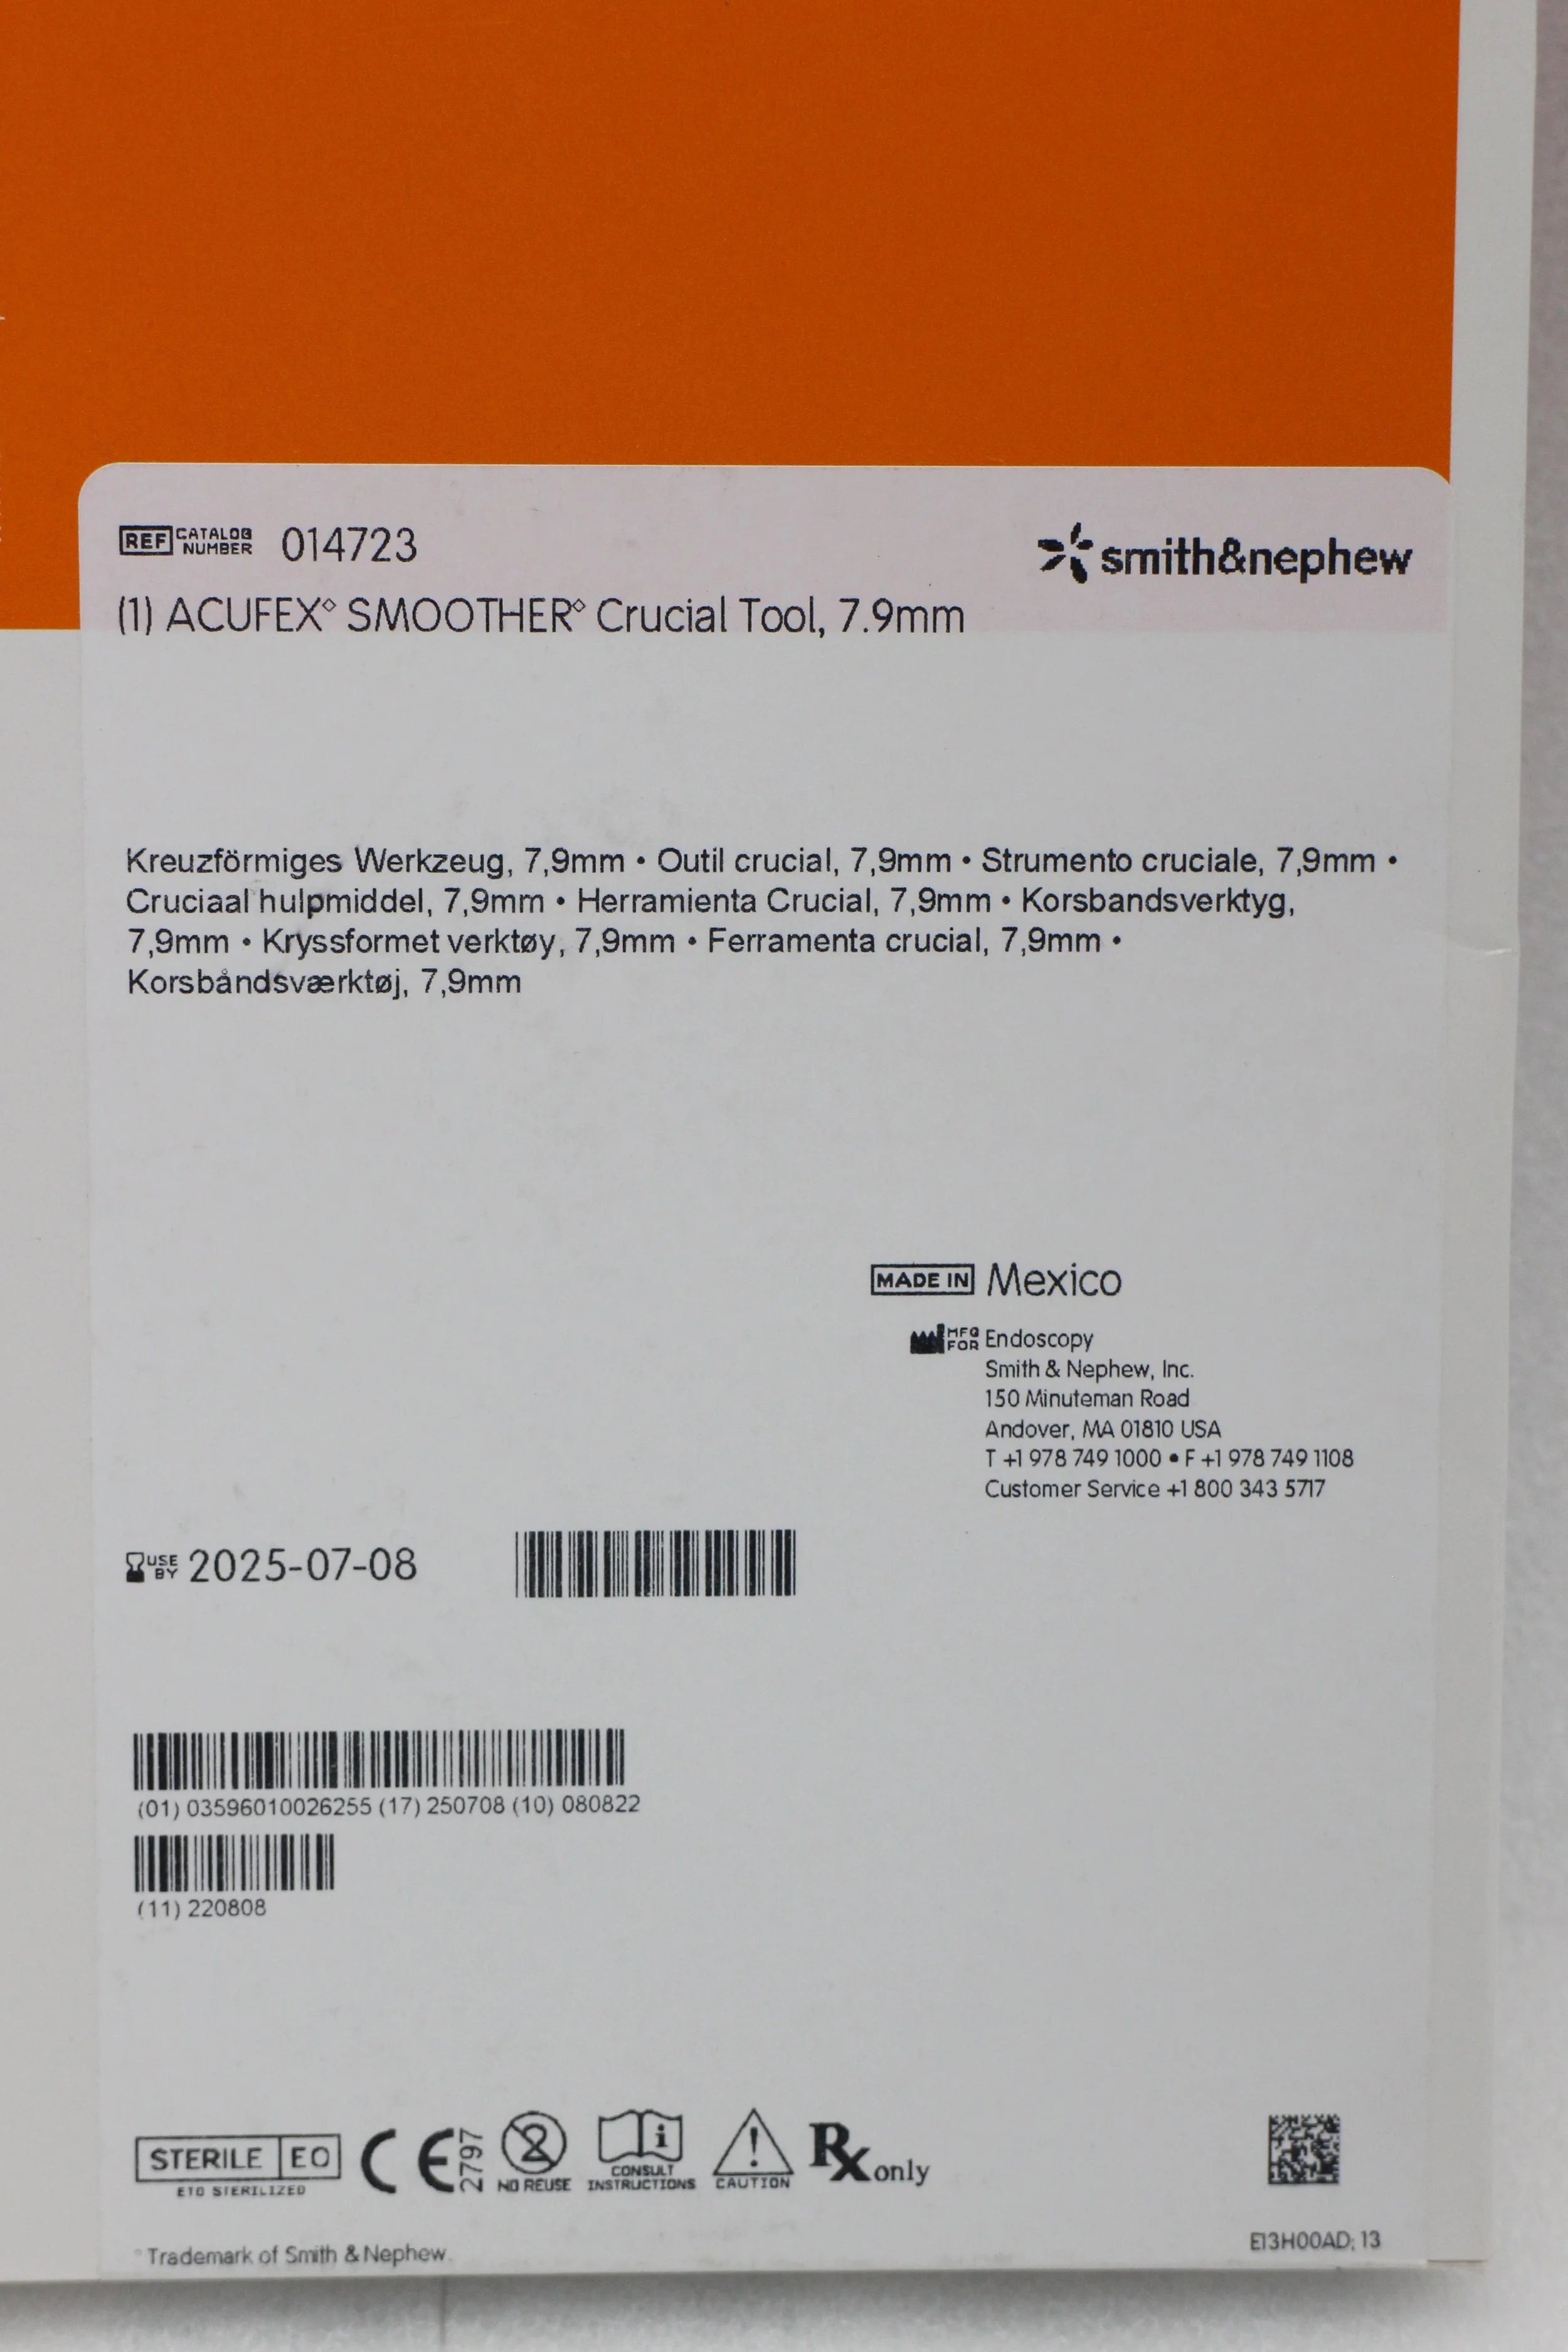 REF CATALOG NUMBER 014723
smith&nephew
(1) ACUFEX◊ SMOOTHER◊ Crucial Tool, 7.9mm
Kreuzförmiges Werkzeug, 7,9mm • Outil crucial, 7,9mm • Strumento cruciale, 7,9mm •
Cruciaal hulpmiddel, 7,9mm • Herramienta Crucial, 7,9mm • Korsbandsverktyg,
7,9mm • Kryssformet verktøy, 7,9mm • Ferramenta crucial, 7,9mm •
Korsbåndsværktøj, 7,9mm
MADE IN Mexico
MFG FOR Endoscopy
Smith & Nephew, Inc.
150 Minuteman Road
Andover, MA 01810 USA
T +1 978 749 1000 • F +1 978 749 1108
Customer Service +1 800 343 5717
USE BY 2025-07-08
(01) 03596010026255 (17) 250708 (10) 080822
(11) 220808
STERILE EO
ETO STERILIZED
CE 2797
2
NO REUSE
i
CONSULT
INSTRUCTIONS
!
CAUTION
Rx only
◊Trademark of Smith & Nephew.
E13H00AD; 13